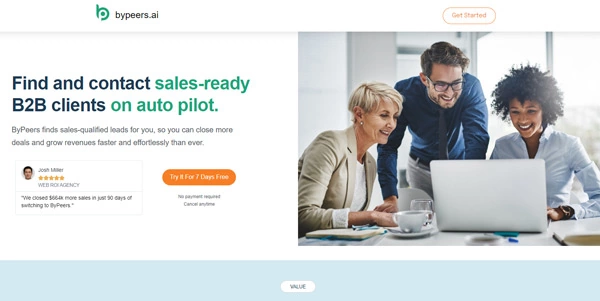 bypeers.ai
Get Started
Find and contact sales-ready
B2B clients on auto pilot.
ByPeers finds sales-qualified leads for you, so you can close more
deals and grow revenues faster and effortlessly than ever.
Josh Miller
WEB ROI AGENCY
"We closed $664k more sales in just 90 days of
switching to ByPeers "
Try It For 7 Days Free
No payment required
Cancel anytime
VALUE